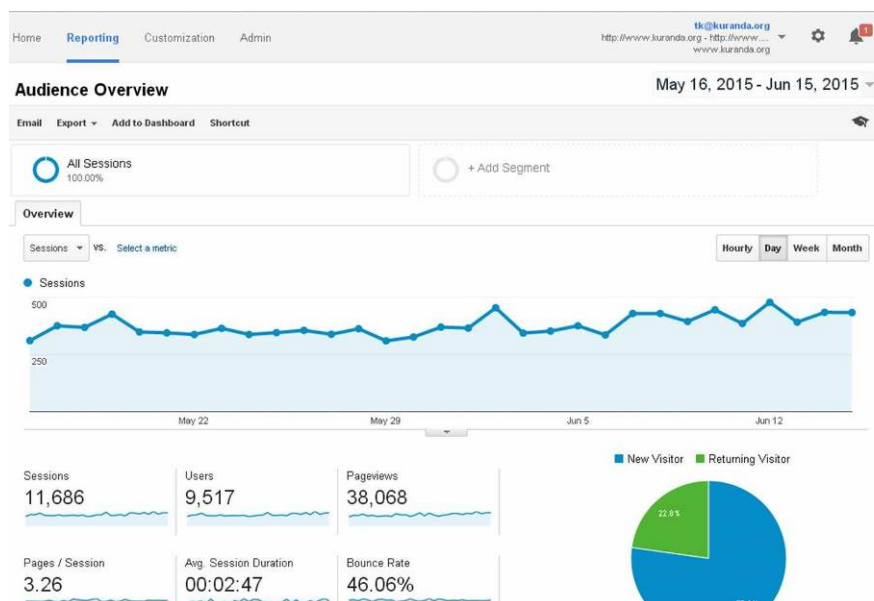 tk@kuranda.org
Home Reporting Customization Admin
http://www.kuranda.org - http://www....
www.kuranda.org
1
Audience Overview
May 16, 2015 - Jun 15, 2015
Email Export Add to Dashboard Shortcut
All Sessions
100.00%
+ Add Segment
Overview
Sessions VS. Select a metric
Hourly Day Week Month
Sessions
500
250
May 22 May 29 Jun 5 Jun 12
New Visitor Returning Visitor
Sessions Users Pageviews
11,686 9,517 38,068
22.8%
Pages / Session Avg. Session Duration Bounce Rate
3.26 00:02:47 46.06%